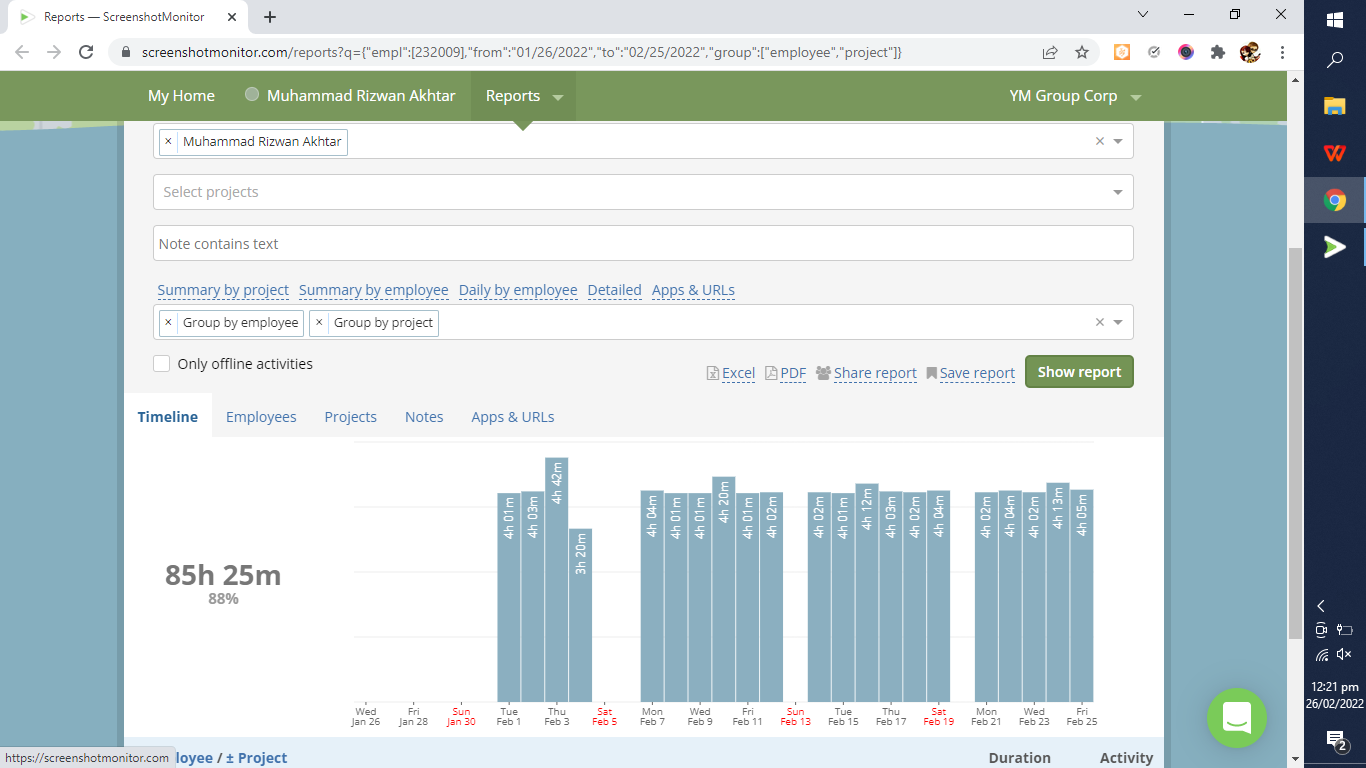 Reports — ScreenshotMonitor
screenshotmonitor.com/reports?q={"empl":[232009],"from":"01/26/2022","to":"02/25/2022","group":["employee","project"]}
My Home Muhammad Rizwan Akhtar Reports YM Group Corp
× Muhammad Rizwan Akhtar ×
Select projects
Note contains text
Summary by project Summary by employee Daily by employee Detailed Apps & URLs
× Group by employee × Group by project ×
Only offline activities
Excel PDF Share report Save report Show report
Timeline Employees Projects Notes Apps & URLs
85h 25m
88%
4h 01m 4h 03m 4h 42m 3h 20m 4h 04m 4h 01m 4h 01m 4h 20m 4h 01m 4h 02m 4h 02m 4h 01m 4h 12m 4h 03m 4h 02m 4h 04m 4h 02m 4h 04m 4h 02m 4h 13m 4h 05m
Wed Fri Sun Tue Thu Sat Mon Wed Fri Sun Tue Thu Sat Mon Wed Fri
Jan 26 Jan 28 Jan 30 Feb 1 Feb 3 Feb 5 Feb 7 Feb 9 Feb 11 Feb 13 Feb 15 Feb 17 Feb 19 Feb 21 Feb 23 Feb 25
loyee / ± Project Duration Activity
https://screenshotmonitor.com
12:21 pm
26/02/2022
2